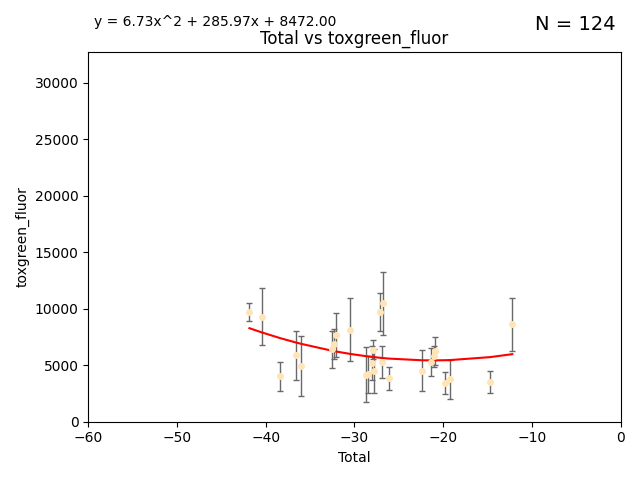 y = 6.73x^2 + 285.97x + 8472.00
N = 124
Total vs toxgreen_fluor
toxgreen_fluor
30000
25000
20000
15000
10000
5000
0
−60
−50
−40
−30
−20
−10
0
Total